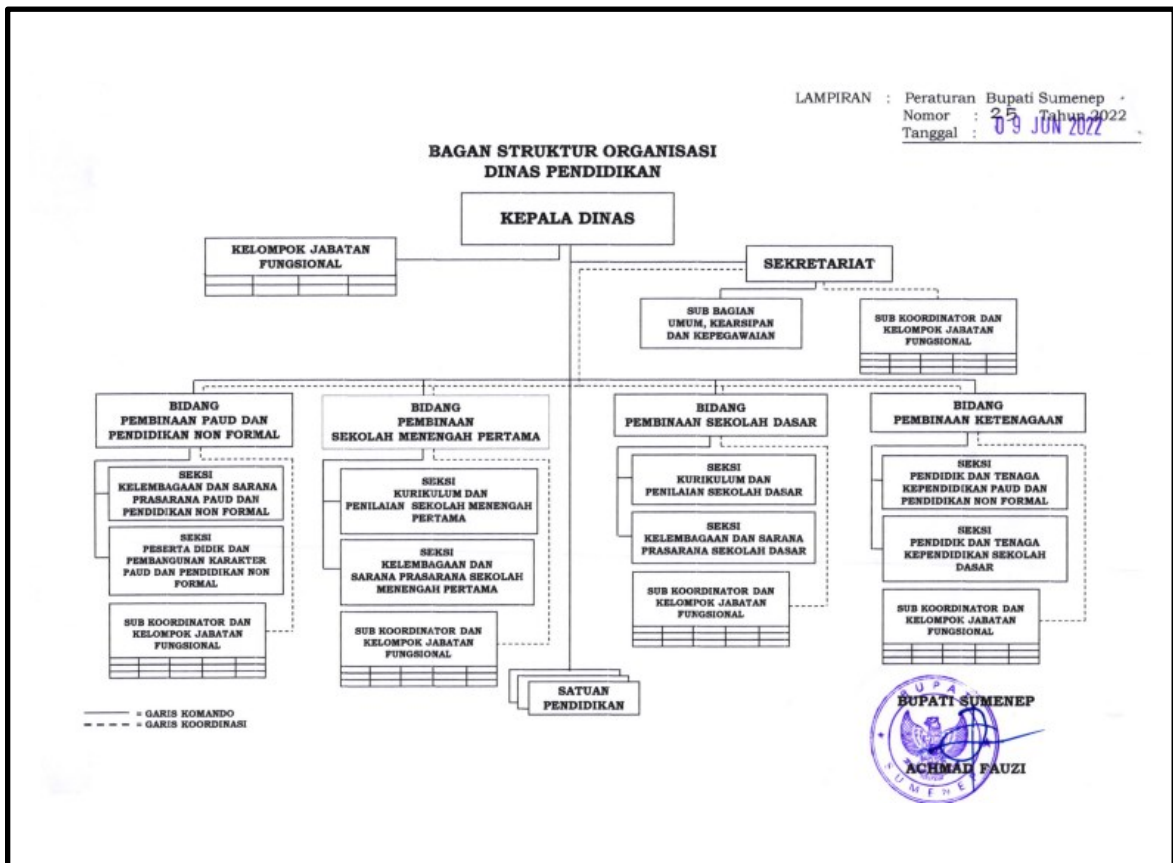 LAMPIRAN : Peraturan Bupati Sumenep
Nomor : 25 Tahun 2022
Tanggal : 09 JUN 2022
BAGAN STRUKTUR ORGANISASI
DINAS PENDIDIKAN
KEPALA DINAS
KELOMPOK JABATAN
FUNGSIONAL
SEKRETARIAT
SUB BAGIAN
UMUM, KEARSIPAN
DAN KEPEGAWAIAN
SUB KOORDINATOR DAN
KELOMPOK JABATAN
FUNGSIONAL
BIDANG
PEMBINAAN PAUD DAN
PENDIDIKAN NON FORMAL
SEKSI
KELEMBAGAAN DAN SARANA
PRASARANA PAUD DAN
PENDIDIKAN NON FORMAL
SEKSI
PESERTA DIDIK DAN
PEMBANGUNAN KARAKTER
PAUD DAN PENDIDIKAN NON
FORMAL
SUB KOORDINATOR DAN
KELOMPOK JABATAN
FUNGSIONAL
BIDANG
PEMBINAAN
SEKOLAH MENENGAH PERTAMA
SEKSI
KURIKULUM DAN
PENILAIAN SEKOLAH MENENGAH
PERTAMA
SEKSI
KELEMBAGAAN DAN
SARANA PRASARANA SEKOLAH
MENENGAH PERTAMA
SUB KOORDINATOR DAN
KELOMPOK JABATAN
FUNGSIONAL
BIDANG
PEMBINAAN SEKOLAH DASAR
SEKSI
KURIKULUM DAN
PENILAIAN SEKOLAH DASAR
SEKSI
KELEMBAGAAN DAN SARANA
PRASARANA SEKOLAH DASAR
SUB KOORDINATOR DAN
KELOMPOK JABATAN
FUNGSIONAL
BIDANG
PEMBINAAN KETENAGAAN
SEKSI
PENDIDIK DAN TENAGA
KEPENDIDIKAN PAUD DAN
PENDIDIKAN NON FORMAL
SEKSI
PENDIDIK DAN TENAGA
KEPENDIDIKAN SEKOLAH
DASAR
SUB KOORDINATOR DAN
KELOMPOK JABATAN
FUNGSIONAL
SATUAN
PENDIDIKAN
= GARIS KOMANDO
= GARIS KOORDINASI
BUPATI SUMENEP
ACHMAD FAUZI
BUPATI
SUMENEP